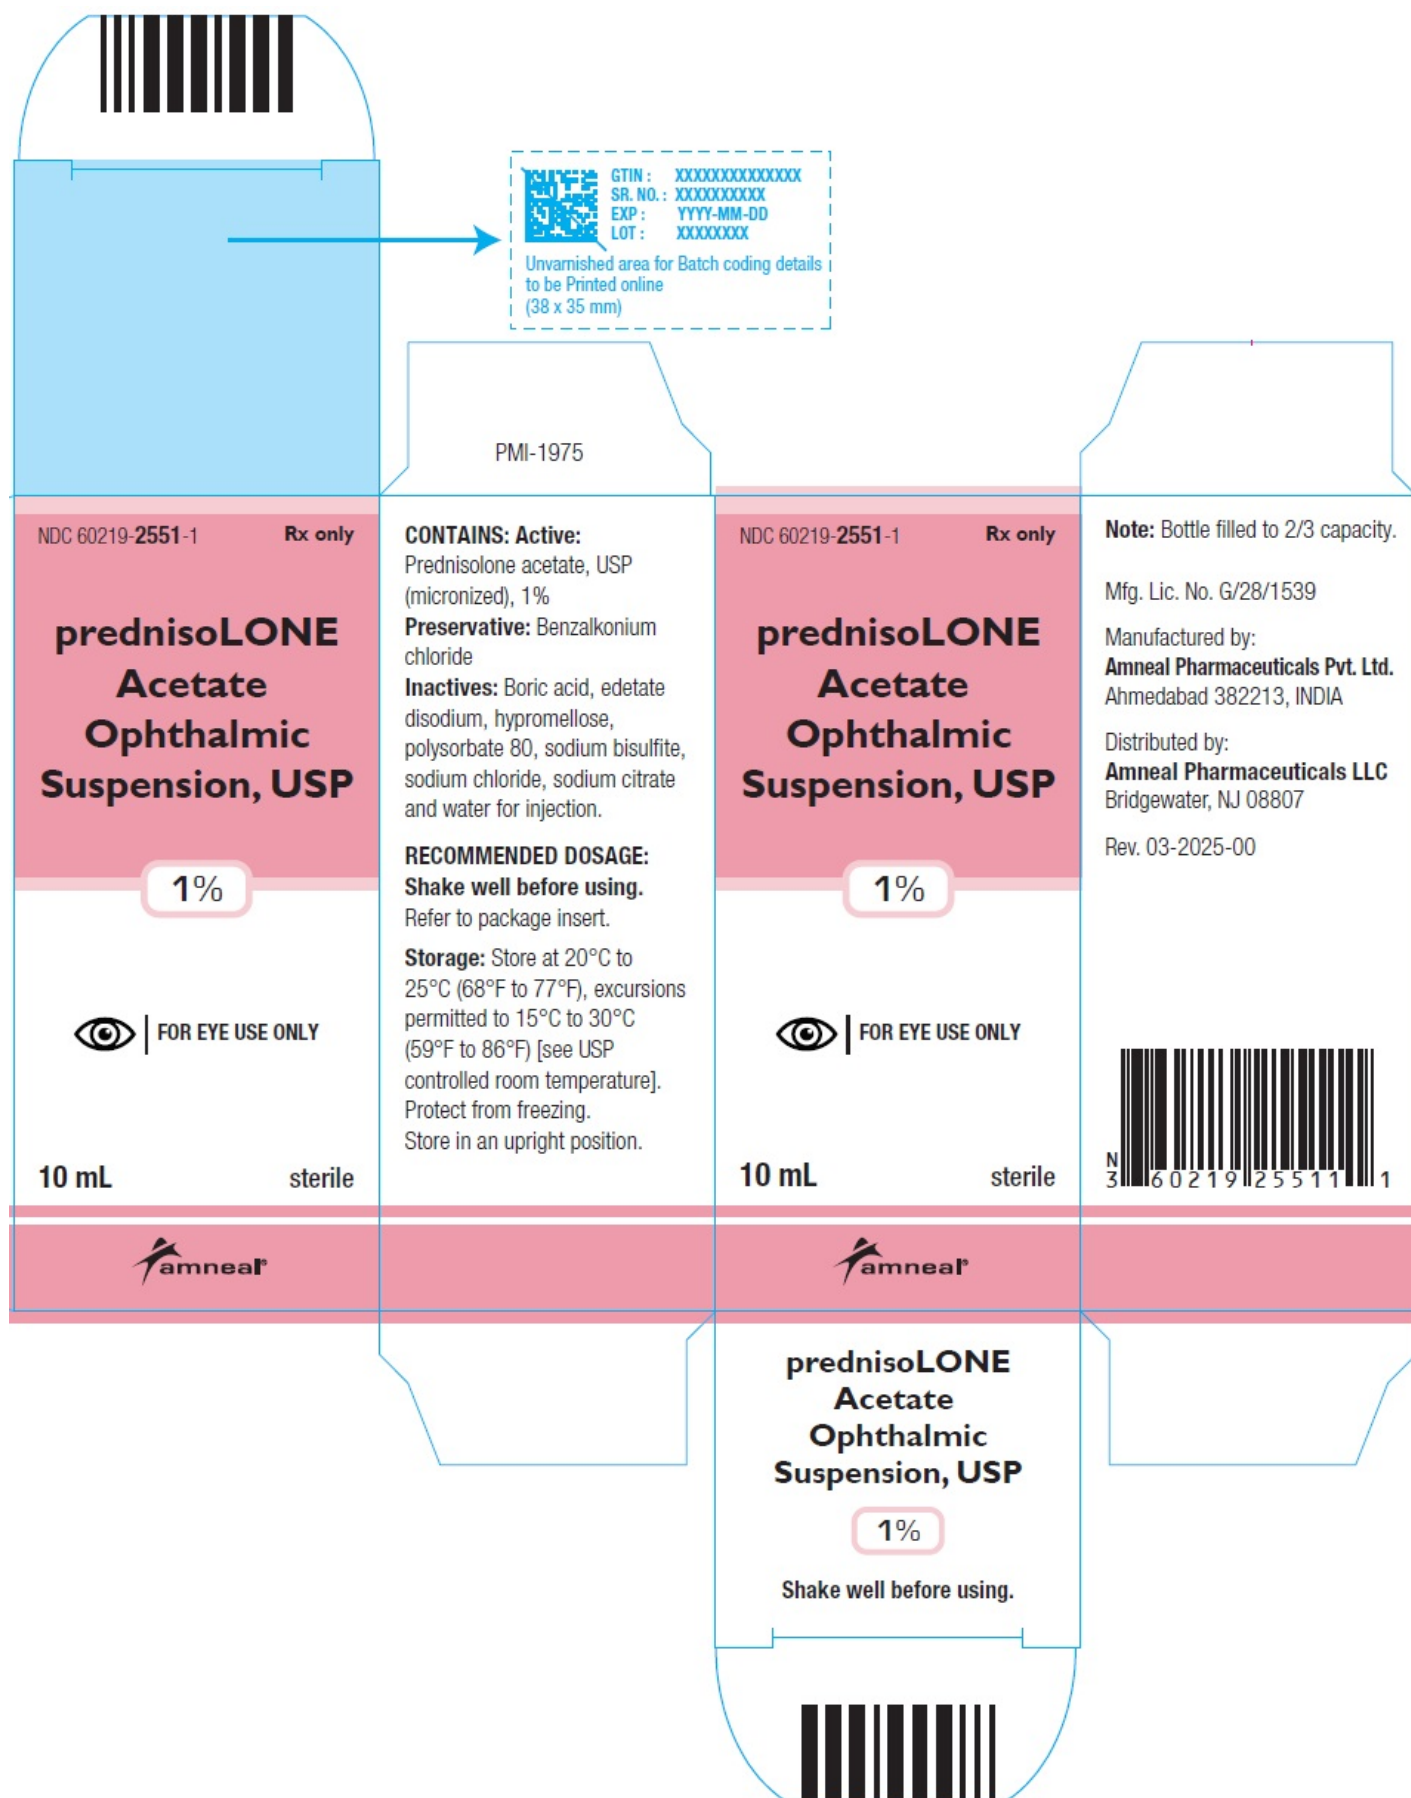 GTIN : XXXXXXXXXXXXXX
SR. NO. : XXXXXXXXXX
EXP : YYYY-MM-DD
LOT : XXXXXXXX
Unvarnished area for Batch coding details
to be Printed online
(38 x 35 mm)
PMI-1975
NDC 60219-2551-1 Rx only
prednisoLONE
Acetate
Ophthalmic
Suspension, USP
1%
FOR EYE USE ONLY
10 mL sterile
amneal®
CONTAINS: Active:
Prednisolone acetate, USP
(micronized), 1%
Preservative: Benzalkonium
chloride
Inactives: Boric acid, edetate
disodium, hypromellose,
polysorbate 80, sodium bisulfite,
sodium chloride, sodium citrate
and water for injection.
RECOMMENDED DOSAGE:
Shake well before using.
Refer to package insert.
Storage: Store at 20°C to
25°C (68°F to 77°F), excursions
permitted to 15°C to 30°C
(59°F to 86°F) [see USP
controlled room temperature].
Protect from freezing.
Store in an upright position.
NDC 60219-2551-1 Rx only
prednisoLONE
Acetate
Ophthalmic
Suspension, USP
1%
FOR EYE USE ONLY
10 mL sterile
amneal®
Note: Bottle filled to 2/3 capacity.
Mfg. Lic. No. G/28/1539
Manufactured by:
Amneal Pharmaceuticals Pvt. Ltd.
Ahmedabad 382213, INDIA
Distributed by:
Amneal Pharmaceuticals LLC
Bridgewater, NJ 08807
Rev. 03-2025-00
N
3 60219 25511 1
prednisoLONE
Acetate
Ophthalmic
Suspension, USP
1%
Shake well before using.